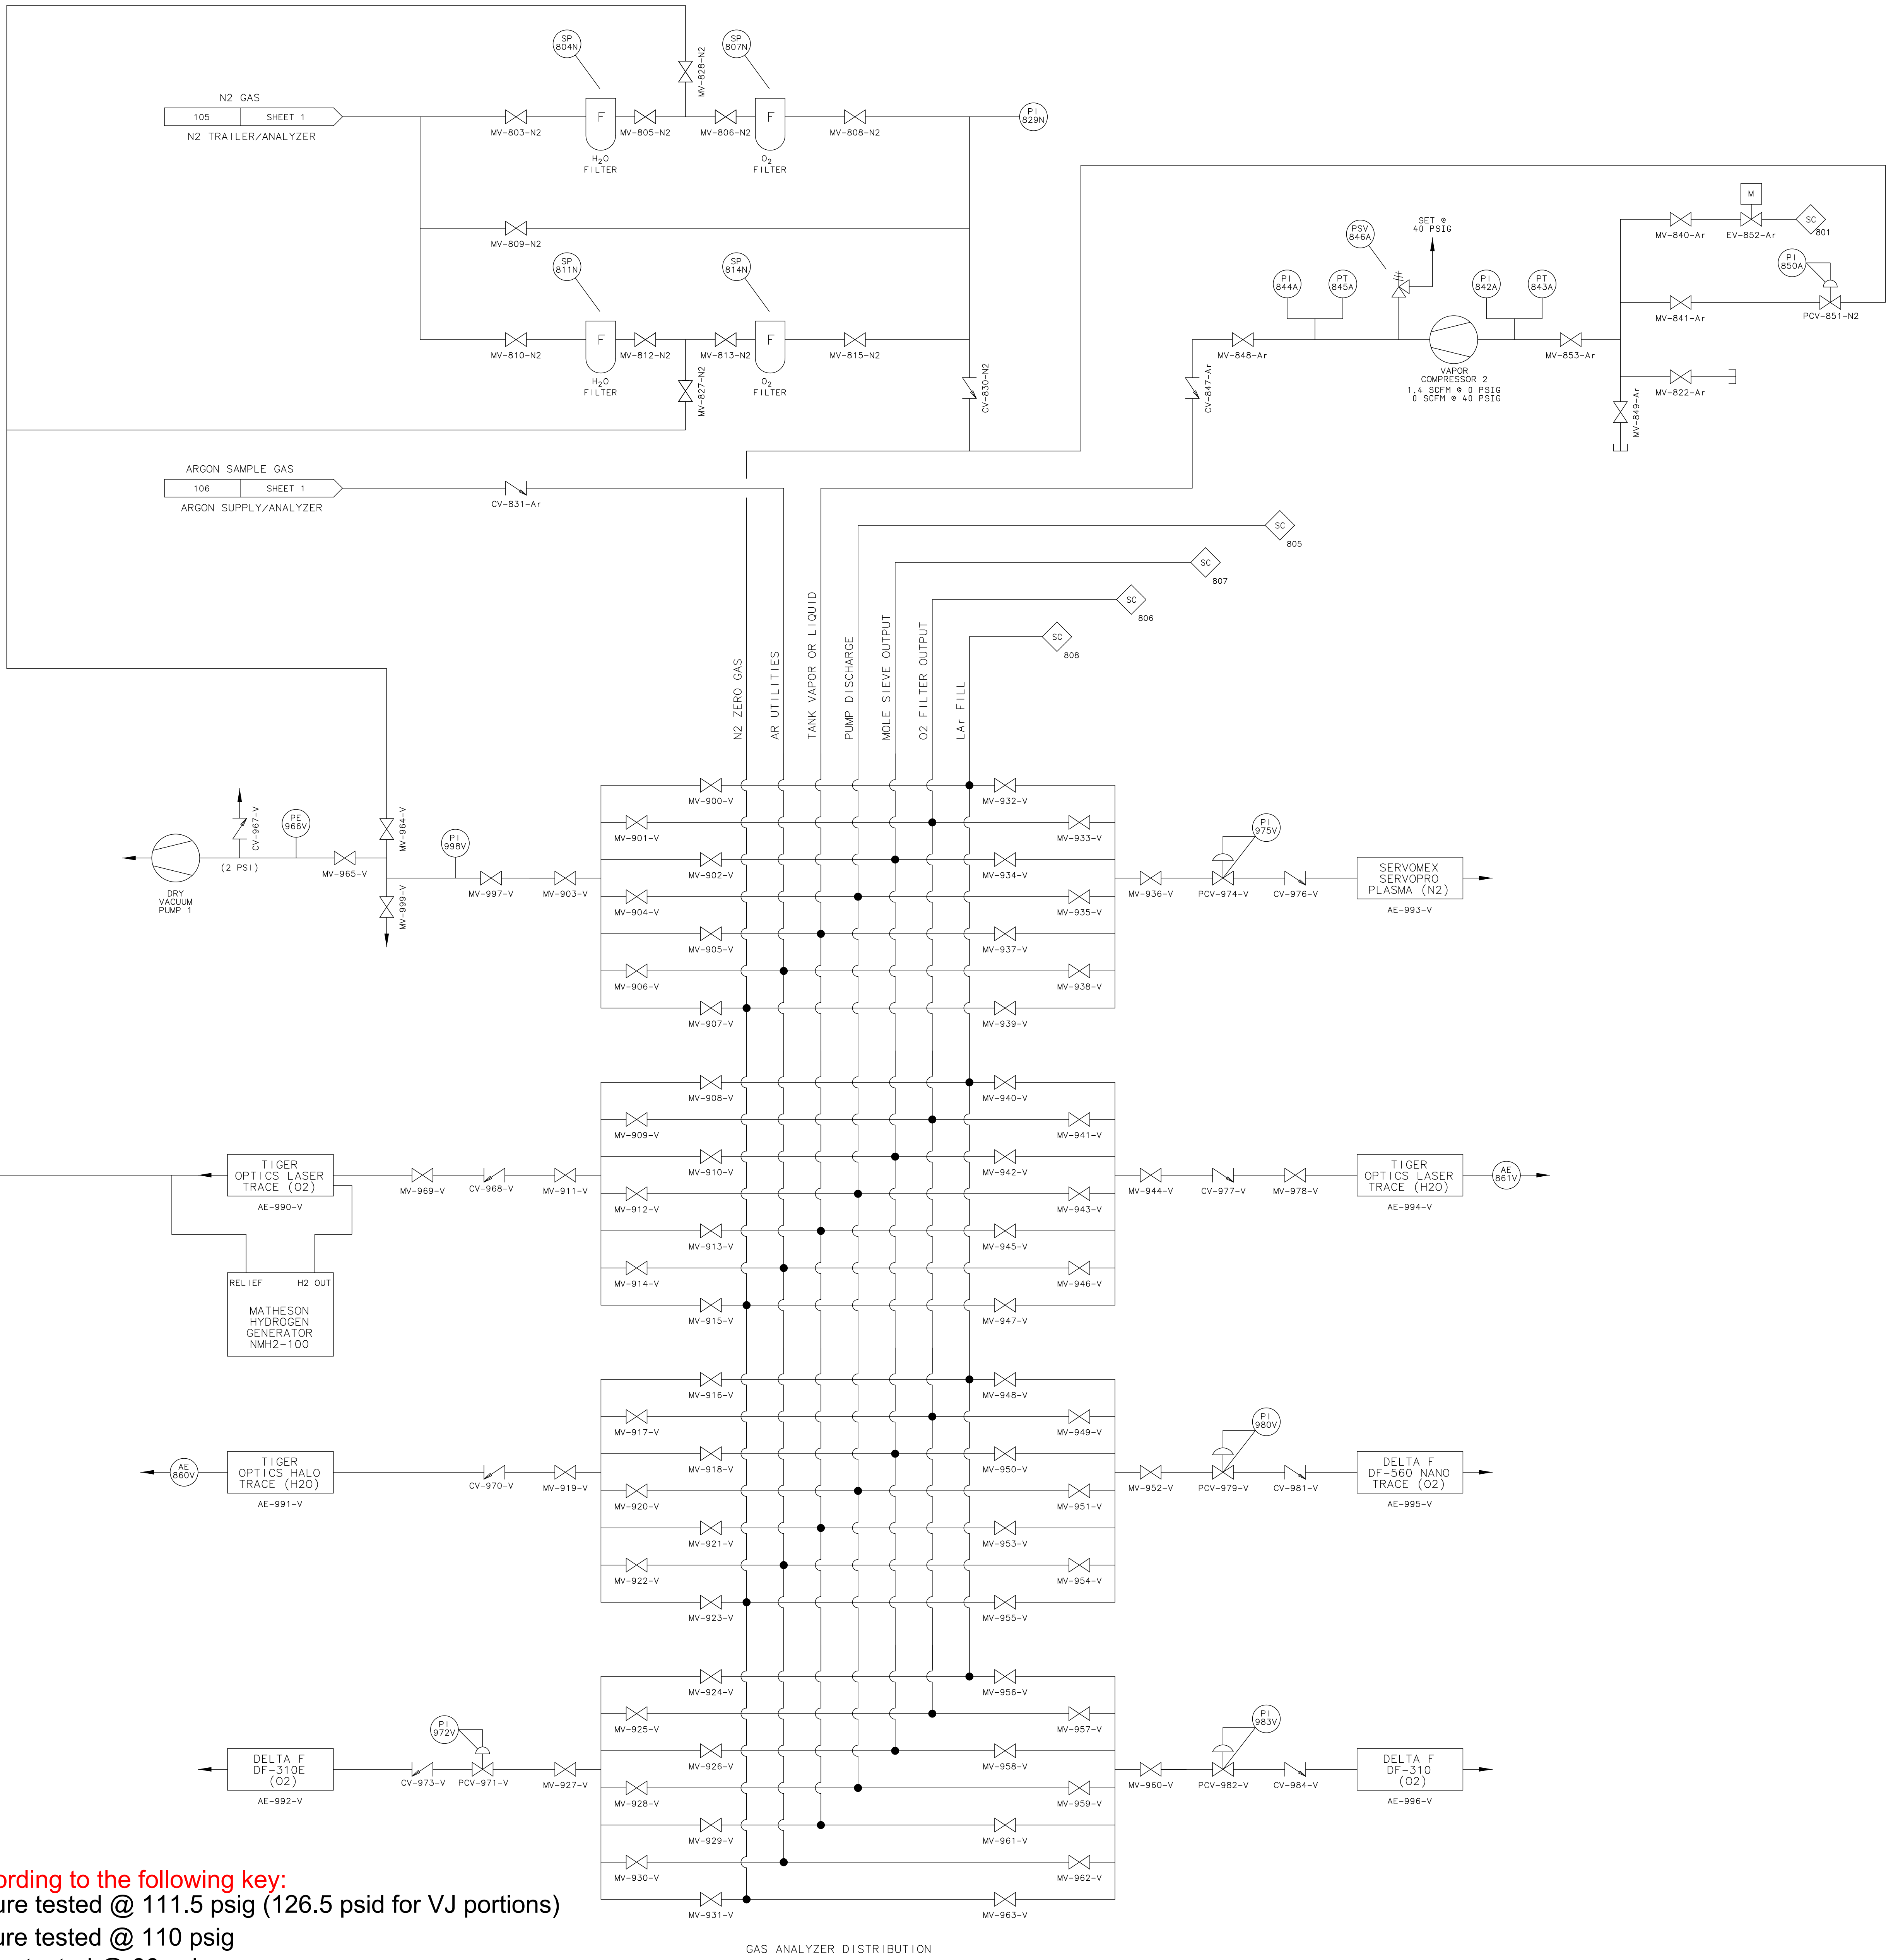 SP
804N
SP
807N
MV-828-N2
N2 GAS
105 SHEET 1
N2 TRAILER/ANALYZER
MV-803-N2
F
MV-805-N2
MV-806-N2
F
MV-808-N2
PI
829N
H2O
FILTER
O2
FILTER
MV-809-N2
SP
811N
SP
814N
MV-810-N2
F
MV-812-N2
MV-813-N2
F
MV-815-N2
H2O
FILTER
O2
FILTER
MV-827-N2
CV-830-N2
M
MV-840-Ar
EV-852-Ar
SC
801
PSV
846A
SET @
40 PSIG
PI
844A
PT
845A
PI
842A
PT
843A
PI
850A
MV-841-Ar
PCV-851-N2
MV-848-Ar
MV-853-Ar
VAPOR
COMPRESSOR 2
1.4 SCFM @ 0 PSIG
0 SCFM @ 40 PSIG
CV-847-Ar
MV-822-Ar
MV-849-Ar
ARGON SAMPLE GAS
106 SHEET 1
ARGON SUPPLY/ANALYZER
CV-831-Ar
SC
805
SC
807
SC
806
SC
808
N2 ZERO GAS
AR UTILITIES
TANK VAPOR OR LIQUID
PUMP DISCHARGE
MOLE SIEVE OUTPUT
O2 FILTER OUTPUT
LAr FILL
CV-967-V
(2 PSI)
PE
966V
MV-965-V
MV-964-V
MV-999-V
PI
998V
MV-997-V
MV-903-V
DRY
VACUUM
PUMP 1
MV-900-V
MV-901-V
MV-902-V
MV-904-V
MV-905-V
MV-906-V
MV-907-V
MV-932-V
MV-933-V
MV-934-V
MV-935-V
MV-937-V
MV-938-V
MV-939-V
MV-936-V
PCV-974-V
PI
975V
CV-976-V
SERVOMEX
SERVOPRO
PLASMA (N2)
AE-993-V
TIGER
OPTICS LASER
TRACE (O2)
AE-990-V
MV-969-V
CV-968-V
MV-911-V
RELIEF H2 OUT
MATHESON
HYDROGEN
GENERATOR
NMH2-100
MV-908-V
MV-909-V
MV-910-V
MV-912-V
MV-913-V
MV-914-V
MV-915-V
MV-940-V
MV-941-V
MV-942-V
MV-943-V
MV-945-V
MV-946-V
MV-947-V
MV-944-V
CV-977-V
MV-978-V
TIGER
OPTICS LASER
TRACE (H2O)
AE-994-V
AE
861V
AE
860V
TIGER
OPTICS HALO
TRACE (H2O)
AE-991-V
CV-970-V
MV-919-V
MV-916-V
MV-917-V
MV-918-V
MV-920-V
MV-921-V
MV-922-V
MV-923-V
MV-948-V
MV-949-V
MV-950-V
MV-951-V
MV-953-V
MV-954-V
MV-955-V
MV-952-V
PCV-979-V
PI
980V
CV-981-V
DELTA F
DF-560 NANO
TRACE (O2)
AE-995-V
DELTA F
DF-310E
(O2)
AE-992-V
CV-973-V
PI
972V
PCV-971-V
MV-927-V
MV-924-V
MV-925-V
MV-926-V
MV-928-V
MV-929-V
MV-930-V
MV-931-V
MV-956-V
MV-957-V
MV-958-V
MV-959-V
MV-961-V
MV-962-V
MV-963-V
MV-960-V
PCV-982-V
PI
983V
CV-984-V
DELTA F
DF-310
(O2)
AE-996-V
ording to the following key:
ure tested @ 111.5 psig (126.5 psid for VJ portions)
ure tested @ 110 psig
GAS ANALYZER DISTRIBUTION